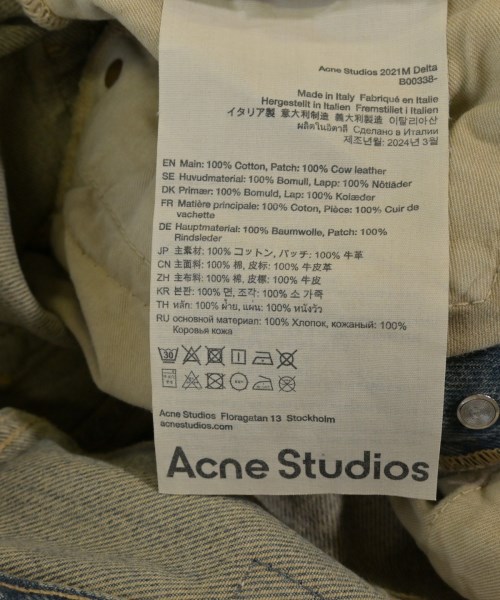 Acne Studios 2021M Delta
B00338-
Made in Italy Fabriqué en Italie
Hergestellt in Italien Fremstillet i Italien
イタリア製 意大利制造 義大利製造 이탈리아산
ผลิตในอิตาลี Сделано в Италии
제조년월: 2024년 3월
EN Main: 100% Cotton, Patch: 100% Cow leather
SE Huvudmaterial: 100% Bomull, Lapp: 100% Nötläder
DK Primær: 100% Bomuld, Lap: 100% Kolæder
FR Matière principale: 100% Coton, Pièce: 100% Cuir de
vachette
DE Hauptmaterial: 100% Baumwolle, Patch: 100%
Rindsleder
JP 主素材: 100% コットン, パッチ: 100% 牛革
CN 主面料: 100% 棉, 皮标: 100% 牛皮革
ZH 主布料: 100% 棉, 皮標: 100% 牛皮
KR 본판: 100% 면, 조각: 100% 소 가죽
TH หลัก: 100% ฝ้าย, แผ่น: 100% หนังวัว
RU основной материал: 100% Хлопок, кожаный: 100%
Коровья кожа
30
Acne Studios Floragatan 13 Stockholm
acnestudios.com
Acne Studios